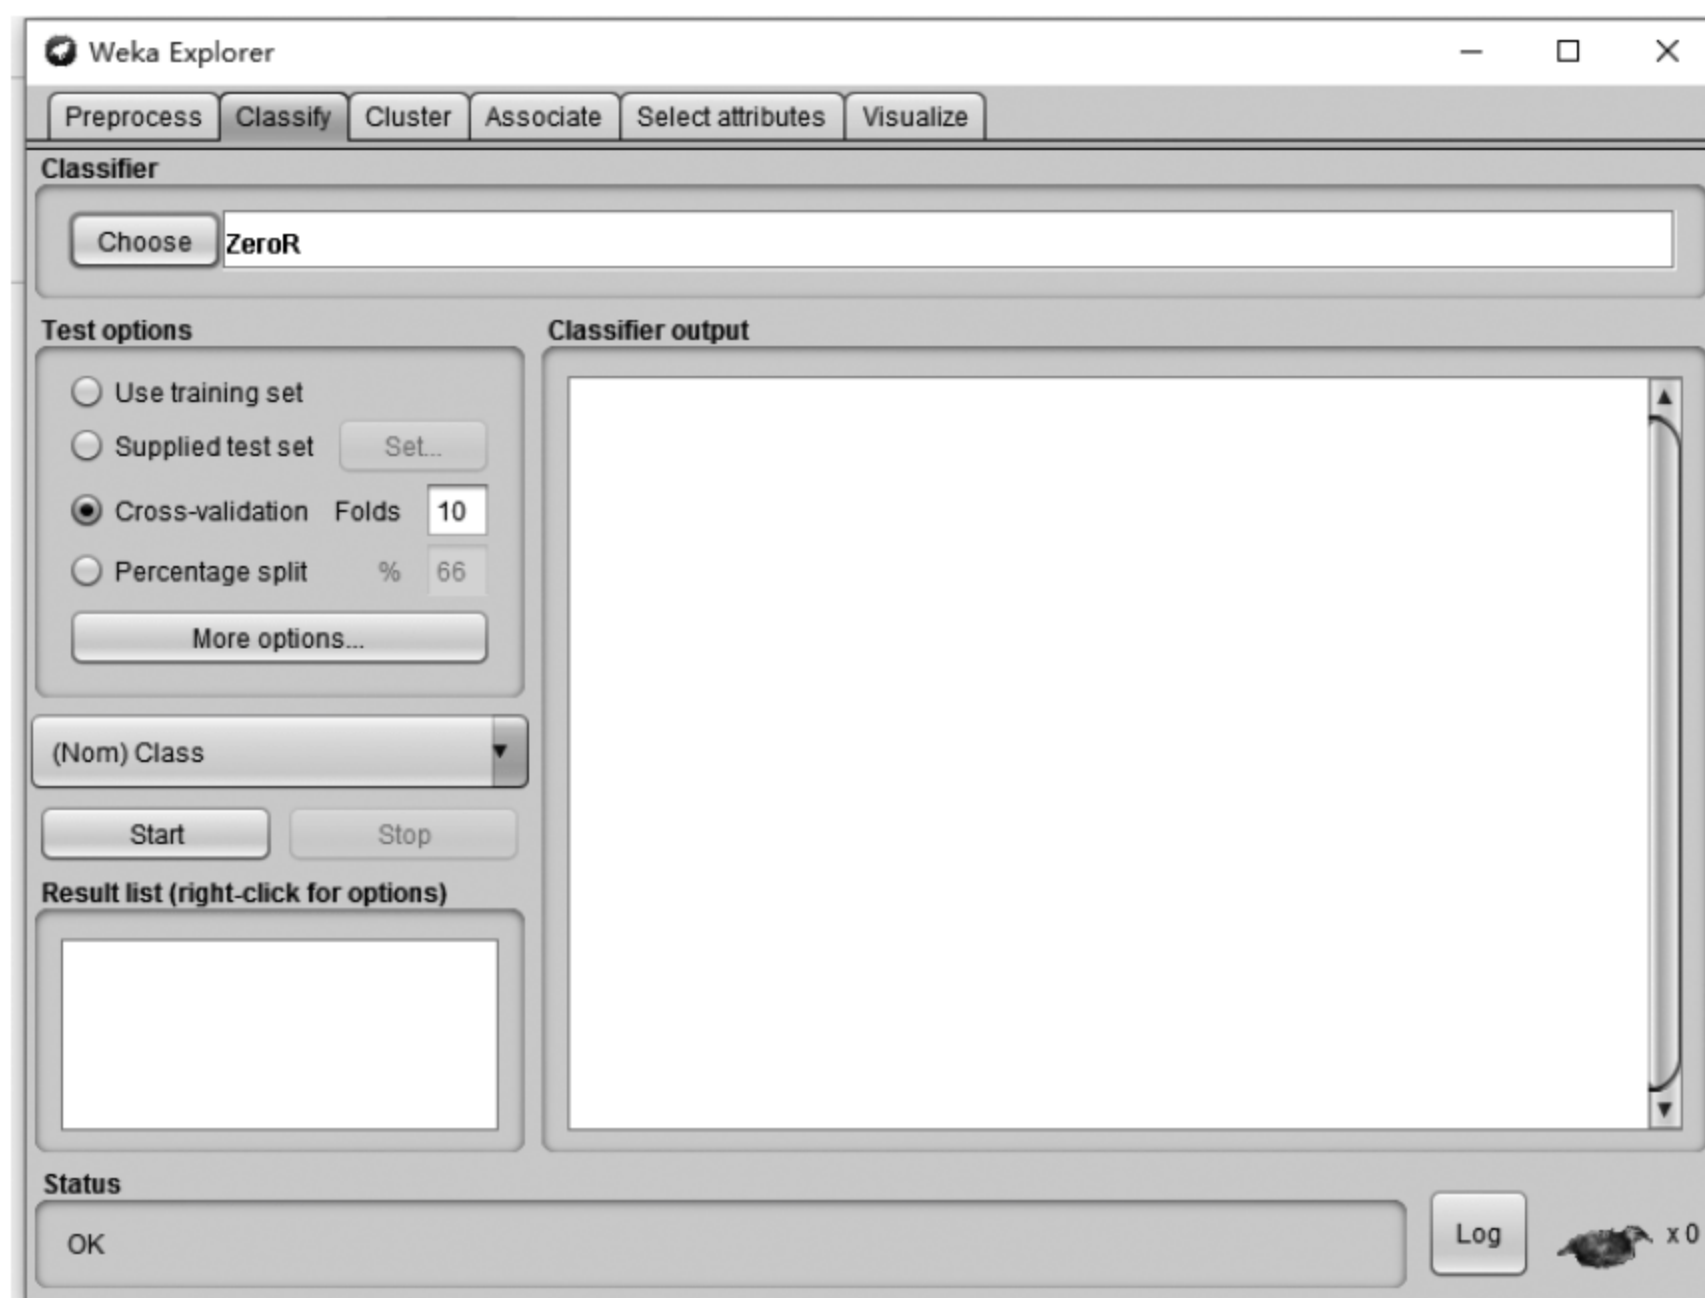 Weka Explorer
Preprocess Classify Cluster Associate Select attributes Visualize
Classifier
Choose ZeroR
Test options
Use training set
Supplied test set Set...
Cross-validation Folds 10
Percentage split % 66
More options...
(Nom) Class
Start Stop
Result list (right-click for options)
Classifier output
Status
OK
Log
x 0